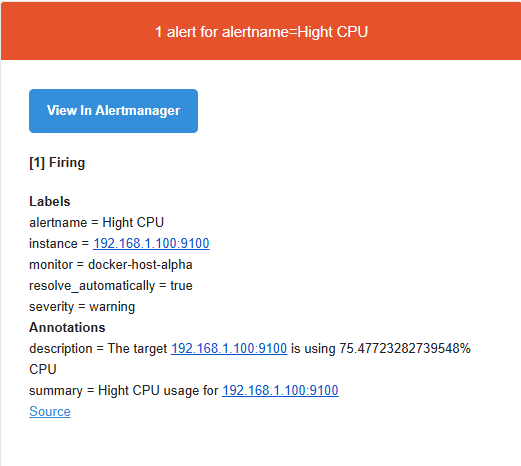 1 alert for alertname=Hight CPU
View In Alertmanager
[1] Firing
Labels
alertname = Hight CPU
instance = 192.168.1.100:9100
monitor = docker-host-alpha
resolve_automatically = true
severity = warning
Annotations
description = The target 192.168.1.100:9100 is using 75.47723282739548%
CPU
summary = Hight CPU usage for 192.168.1.100:9100
Source